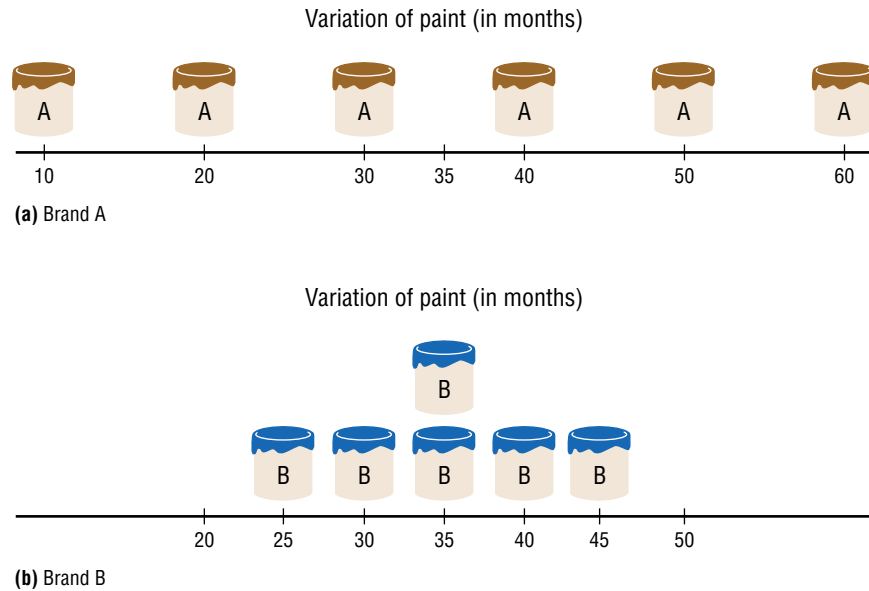 Variation of paint (in months)
A A A A A A
10 20 30 35 40 50 60
(a) Brand A
Variation of paint (in months)
B
B B B B B
20 25 30 35 40 45 50
(b) Brand B